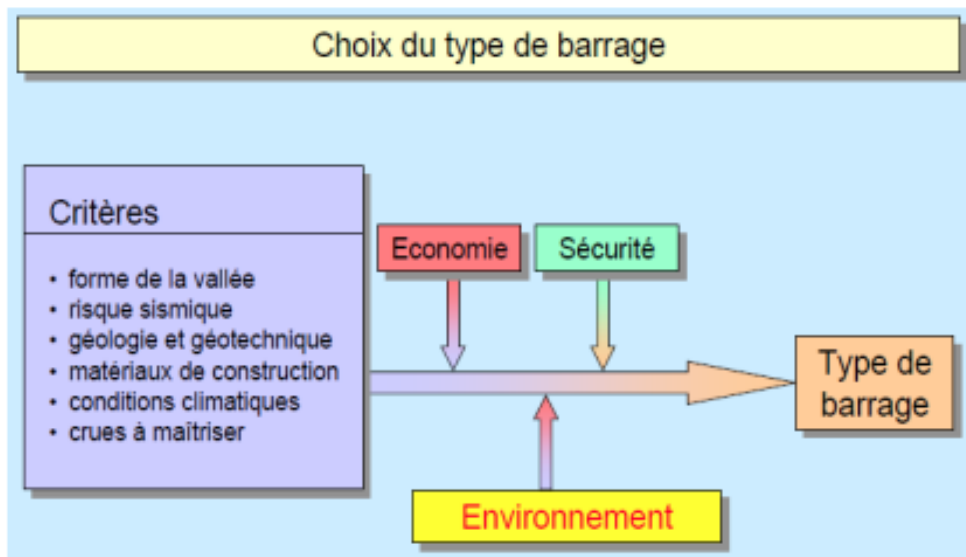 Choix du type de barrage
Critères
• forme de la vallée
• risque sismique
• géologie et géotechnique
• matériaux de construction
• conditions climatiques
• crues à maîtriser
Economie
Sécurité
Environnement
Type de
barrage